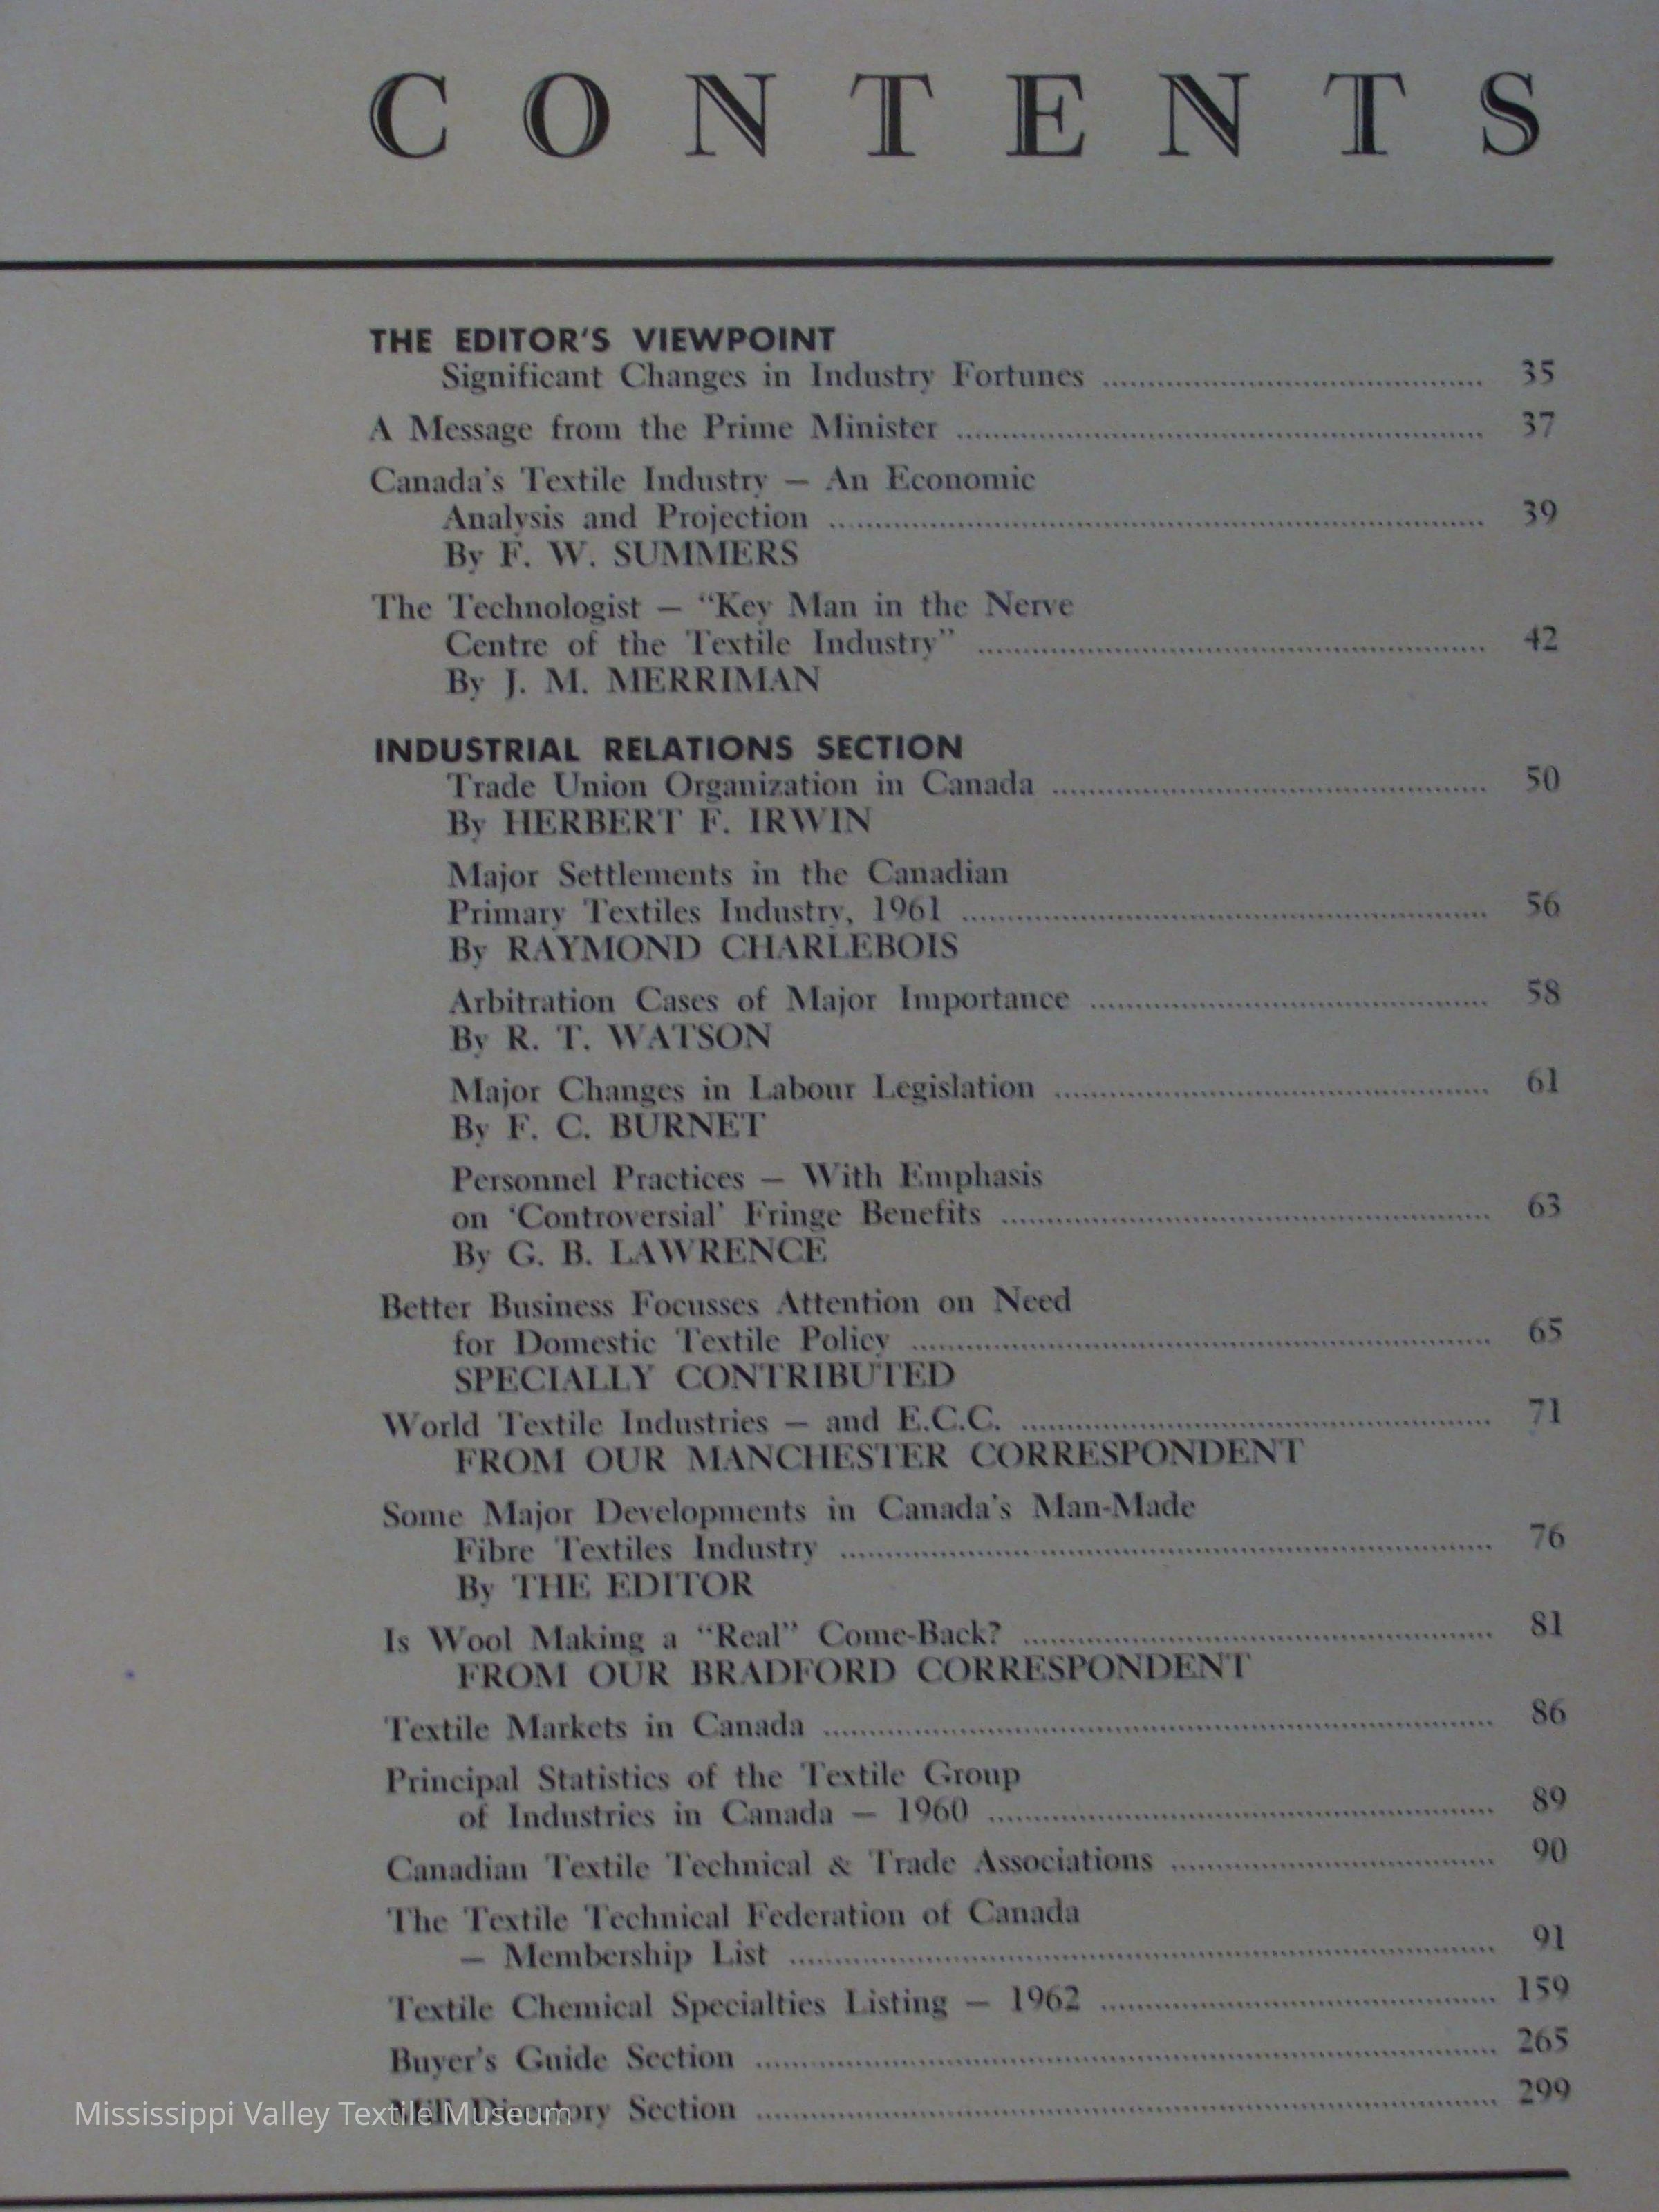 CONTENTS
THE EDITOR'S VIEWPOINT
Significant Changes in Industry Fortunes ........ 35
A Message from the Prime Minister ........ 37
Canada's Textile Industry — An Economic
Analysis and Projection ........ 39
By F. W. SUMMERS
The Technologist — "Key Man in the Nerve
Centre of the Textile Industry" ........ 42
By J. M. MERRIMAN
INDUSTRIAL RELATIONS SECTION
Trade Union Organization in Canada ........ 50
By HERBERT F. IRWIN
Major Settlements in the Canadian
Primary Textiles Industry, 1961 ........ 56
By RAYMOND CHARLEBOIS
Arbitration Cases of Major Importance ........ 58
By R. T. WATSON
Major Changes in Labour Legislation ........ 61
By F. C. BURNET
Personnel Practices — With Emphasis
on 'Controversial' Fringe Benefits ........ 63
By G. B. LAWRENCE
Better Business Focusses Attention on Need
for Domestic Textile Policy ........ 65
SPECIALLY CONTRIBUTED
World Textile Industries — and E.C.C. ........ 71
FROM OUR MANCHESTER CORRESPONDENT
Some Major Developments in Canada's Man-Made
Fibre Textiles Industry ........ 76
By THE EDITOR
Is Wool Making a "Real" Come-Back? ........ 81
FROM OUR BRADFORD CORRESPONDENT
Textile Markets in Canada ........ 86
Principal Statistics of the Textile Group
of Industries in Canada — 1960 ........ 89
Canadian Textile Technical & Trade Associations ........ 90
The Textile Technical Federation of Canada
— Membership List ........ 91
Textile Chemical Specialties Listing — 1962 ........ 159
Buyer's Guide Section ........ 265
Mill Directory Section ........ 299
Mississippi Valley Textile Museum